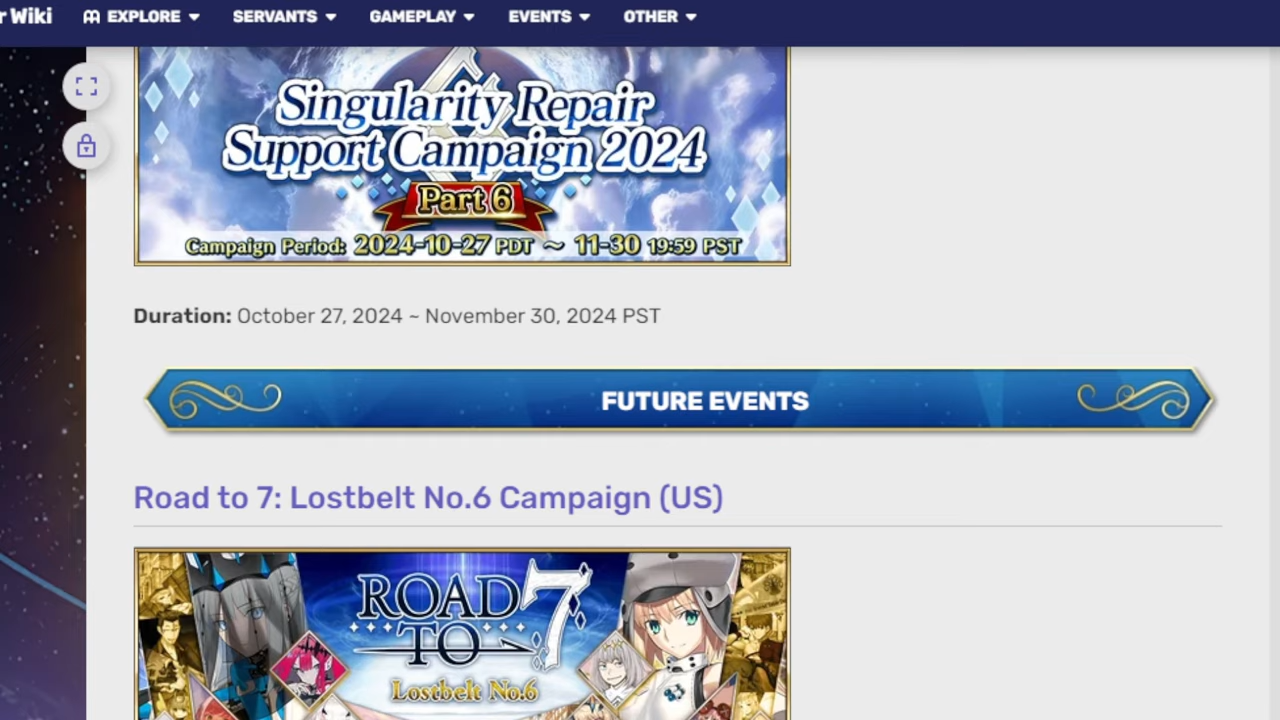 r Wiki EXPLORE SERVANTS GAMEPLAY EVENTS OTHER
Singularity Repair
Support Campaign 2024
Part 6
Campaign Period: 2024-10-27 PDT ~ 11-30 19:59 PST
Duration: October 27, 2024 ~ November 30, 2024 PST
FUTURE EVENTS
Road to 7: Lostbelt No.6 Campaign (US)
ROAD
TO 7
Lostbelt No.6